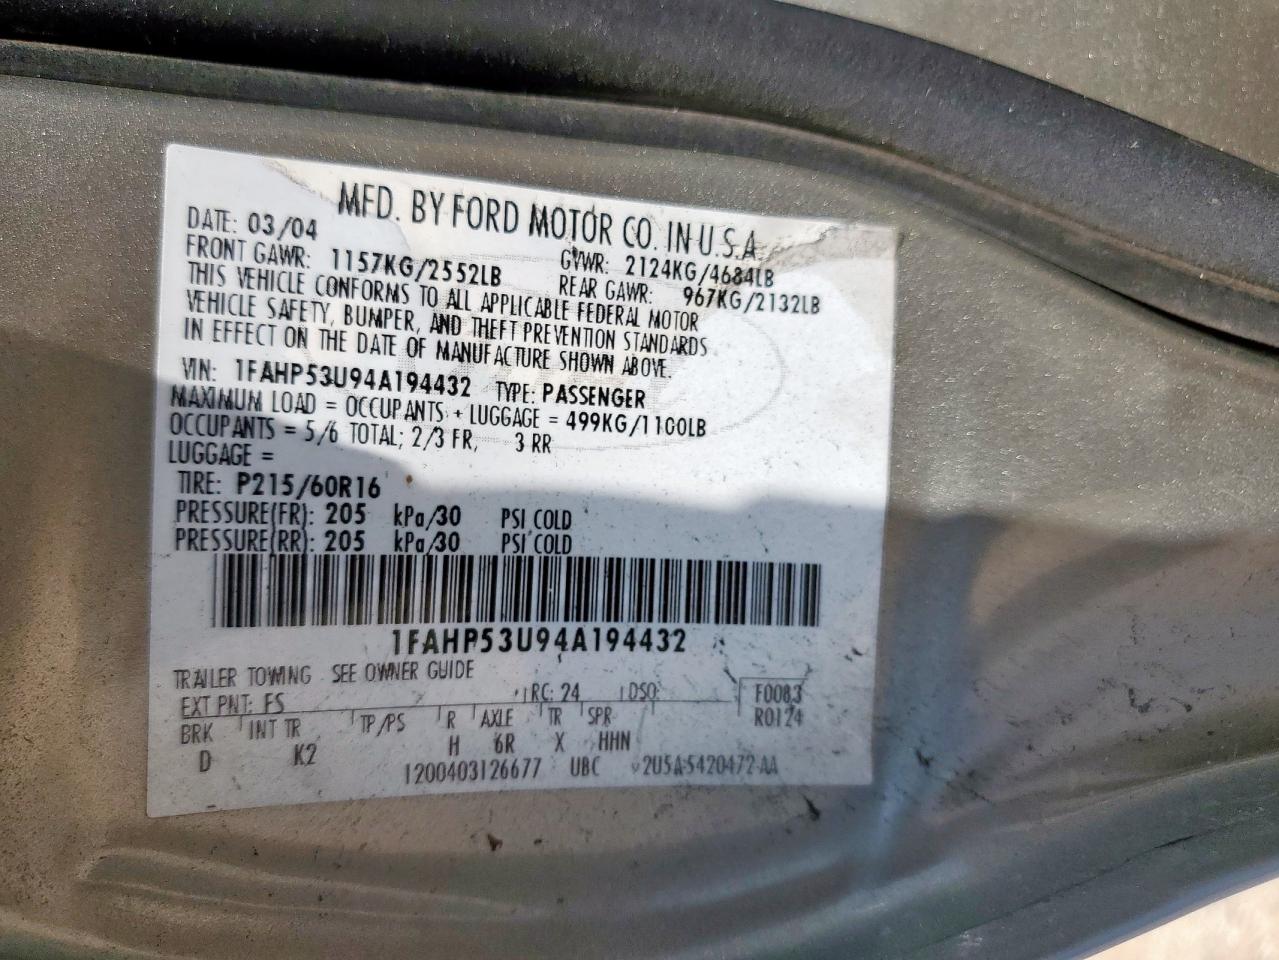 MFD. BY FORD MOTOR CO. IN U.S.A.
DATE: 03/04 GVWR: 2124KG/4684LB
FRONT GAWR: 1157KG/2552LB REAR GAWR: 967KG/2132LB
THIS VEHICLE CONFORMS TO ALL APPLICABLE FEDERAL MOTOR
VEHICLE SAFETY, BUMPER, AND THEFT PREVENTION STANDARDS
IN EFFECT ON THE DATE OF MANUFACTURE SHOWN ABOVE.
VIN: 1FAHP53U94A194432 TYPE: PASSENGER
MAXIMUM LOAD = OCCUPANTS + LUGGAGE = 499KG/1100LB
OCCUPANTS = 5/6 TOTAL; 2/3 FR, 3 RR
LUGGAGE =
TIRE: P215/60R16
PRESSURE(FR): 205 kPa/30 PSI COLD
PRESSURE(RR): 205 kPa/30 PSI COLD
1FAHP53U94A194432
TRAILER TOWING SEE OWNER GUIDE
EXT PNT: FS RC: 24 DSO: F0083
BRK INT TR TP/PS R AXLE TR SPR R0124
D K2 H 6R X HHN
1200403126677 UBC 2U5A-5420472-AA